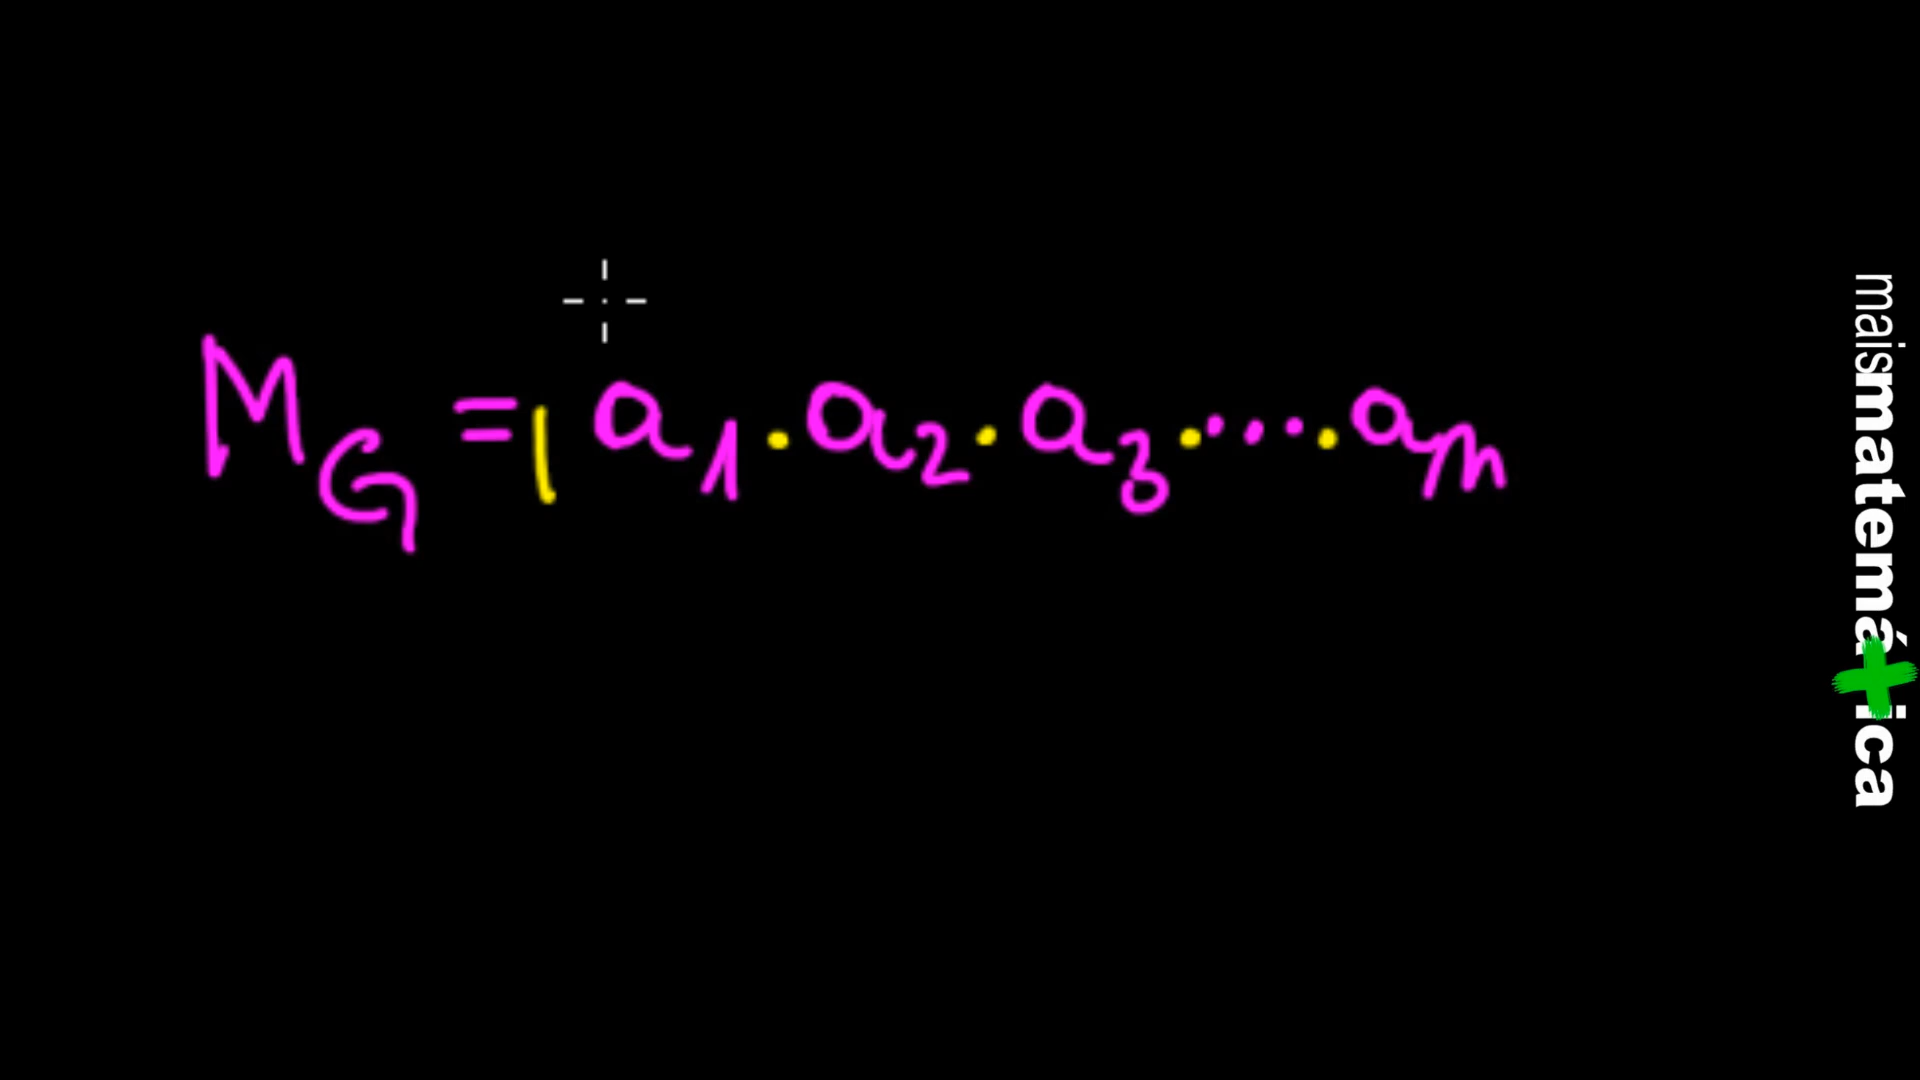 M_G = | a_1 . a_2 . a_3 . ... . a_n
maismatemática